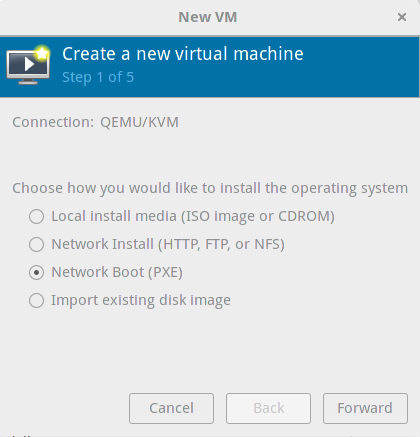 New VM
Create a new virtual machine
Step 1 of 5
Connection: QEMU/KVM
Choose how you would like to install the operating system
Local install media (ISO image or CDROM)
Network Install (HTTP, FTP, or NFS)
Network Boot (PXE)
Import existing disk image
Cancel Back Forward